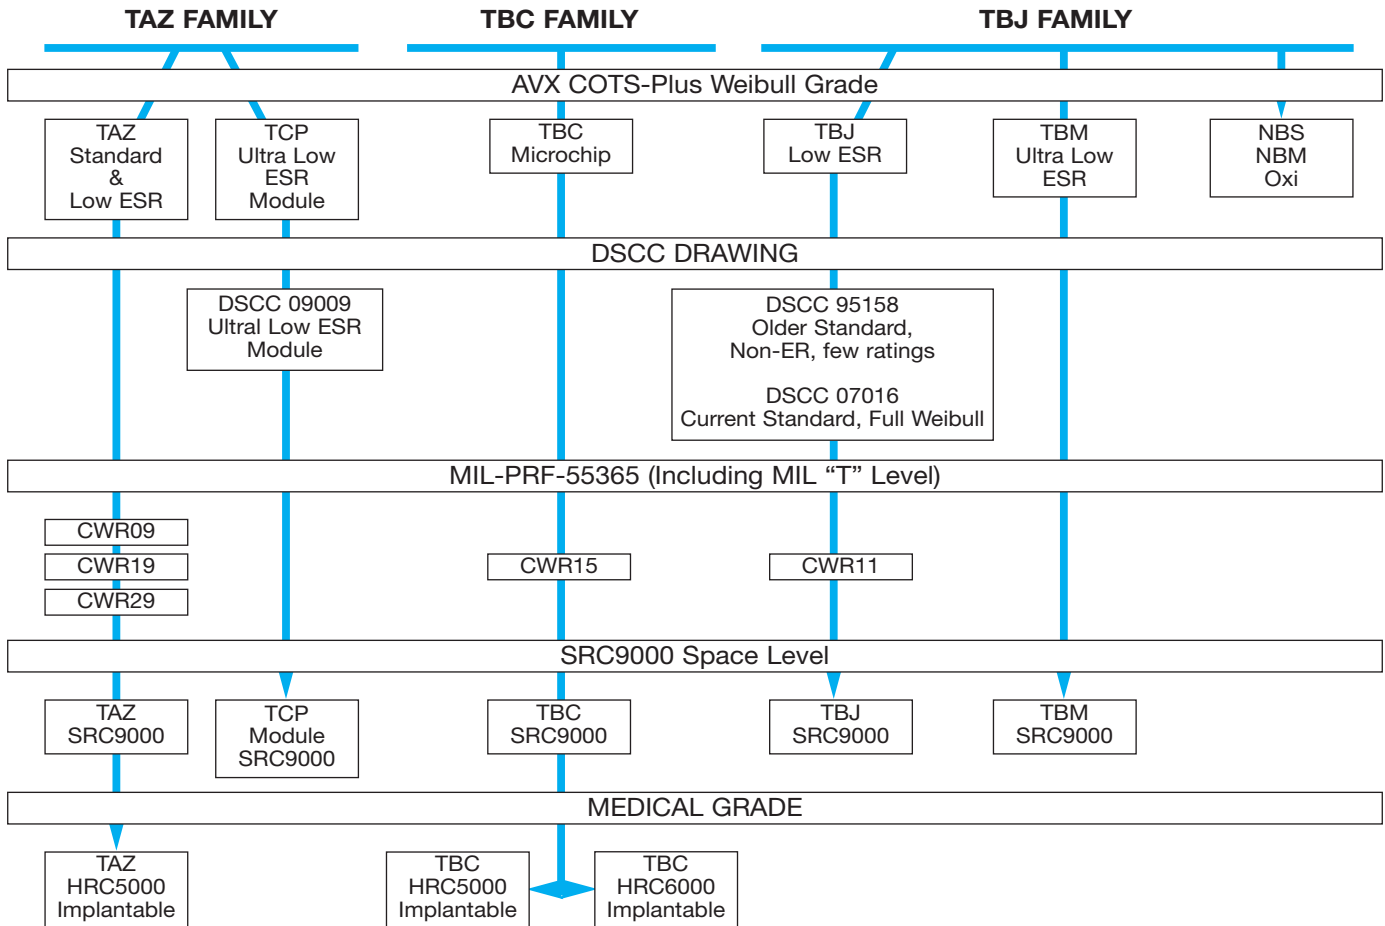 TAZ FAMILY
TBC FAMILY
TBJ FAMILY
AVX COTS-Plus Weibull Grade
TAZ
Standard
&
Low ESR
TCP
Ultra Low
ESR
Module
TBC
Microchip
TBJ
Low ESR
TBM
Ultra Low
ESR
NBS
NBM
Oxi
DSCC DRAWING
DSCC 09009
Ultral Low ESR
Module
DSCC 95158
Older Standard,
Non-ER, few ratings
DSCC 07016
Current Standard, Full Weibull
MIL-PRF-55365 (Including MIL “T” Level)
CWR09
CWR19
CWR29
CWR15
CWR11
SRC9000 Space Level
TAZ
SRC9000
TCP
Module
SRC9000
TBC
SRC9000
TBJ
SRC9000
TBM
SRC9000
MEDICAL GRADE
TAZ
HRC5000
Implantable
TBC
HRC5000
Implantable
TBC
HRC6000
Implantable